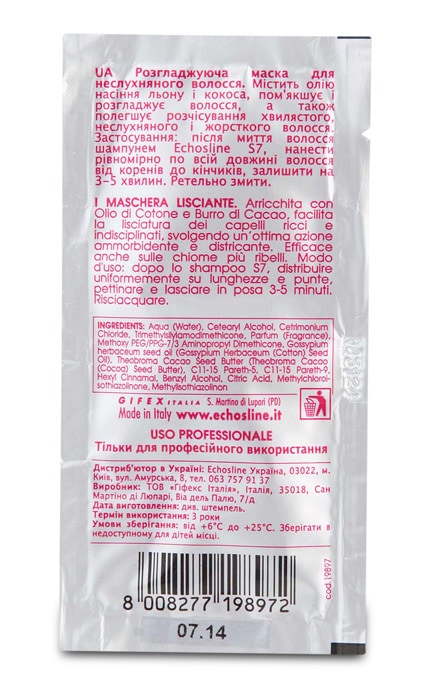 UA Розгладжуюча маска для
неслухняного волосся. Містить олію
насіння льону і кокоса, пом'якшує і
розгладжує волосся, а також
полегшує розчісування хвилястого,
неслухняного і жорсткого волосся.
Застосування: після миття волосся
шампунем Echosline S7, нанести
рівномірно по всій довжині волосся
від коренів до кінчиків, залишити на
3-5 хвилин. Ретельно змити.
I MASCHERA LISCIANTE. Arricchita con
Olio di Cotone e Burro di Cacao, facilita
la lisciatura dei capelli ricci e
indisciplinati, svolgendo un'ottima azione
ammorbidente e districante. Efficace
anche sulle chiome più ribelli. Modo
d'uso: dopo lo shampoo S7, distribuire
uniformemente su lunghezze e punte,
pettinare e lasciare in posa 3-5 minuti.
Risciacquare.
INGREDIENTS: Aqua (Water), Cetearyl Alcohol, Cetrimonium
Chloride, Trimethylsilylamodimethicone, Parfum (Fragrance),
Methoxy PEG/PPG-7/3 Aminopropyl Dimethicone, Gossypium
herbaceum seed oil (Gossypium Herbaceum (Cotton) Seed
Oil), Theobroma Cacao Seed Butter (Theobroma Cacao
(Cocoa) Seed Butter), C11-15 Pareth-5, C11-15 Pareth-9,
Hexyl Cinnamal, Benzyl Alcohol, Citric Acid, Methylchloroi-
sothiazolinone, Methylisothiazolinon
GIFEX ITALIA S. Martino di Lupari (PD)
Made in Italy www.echosline.it
USO PROFESSIONALE
Тільки для професійного використання
Дистриб'ютор в Україні: Echosline Україна, 03022, м.
Київ, вул. Амурська, 8, тел. 063 757 91 37
Виробник: ТОВ "Гіфекс Італія", Італія, 35018, Сан
Мартіно ді Люпарі, Віа дель Палю, 7/д
Дата виготовлення: див. штемпель.
Термін використання: 3 роки
Умови зберігання: від +6°C до +25°C. Зберігати в
недоступному для дітей місці.
cod.19897
8 008277 198972
07.14